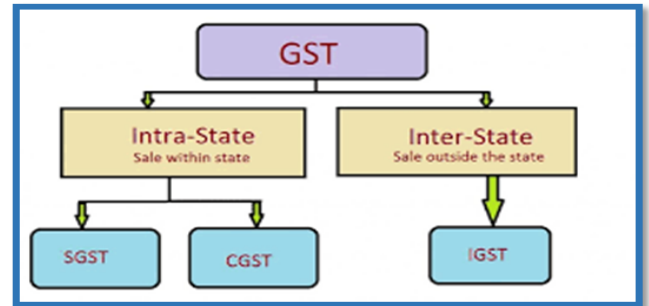 GST
Intra-State
Sale within state
Inter-State
Sale outside the state
SGST
CGST
IGST